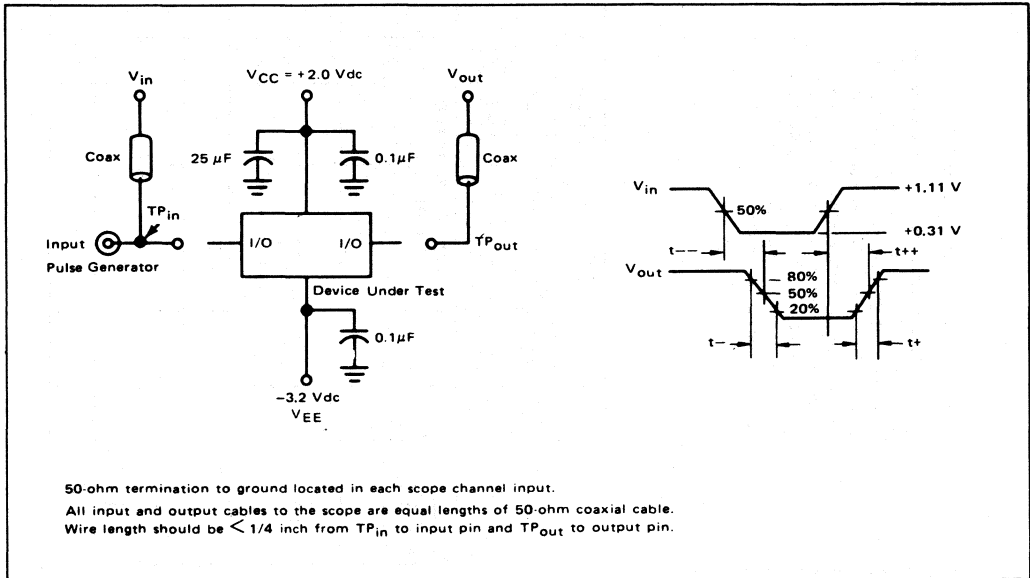 Vin
VCC = +2.0 Vdc
Vout
Coax
25 µF
0.1µF
Coax
TPin
Input
Pulse Generator
I/O
I/O
TPout
Device Under Test
0.1µF
−3.2 Vdc
VEE
Vin
+1.11 V
50%
+0.31 V
t--
t++
Vout
80%
50%
20%
t-
t+
50-ohm termination to ground located in each scope channel input.
All input and output cables to the scope are equal lengths of 50-ohm coaxial cable.
Wire length should be < 1/4 inch from TPin to input pin and TPout to output pin.